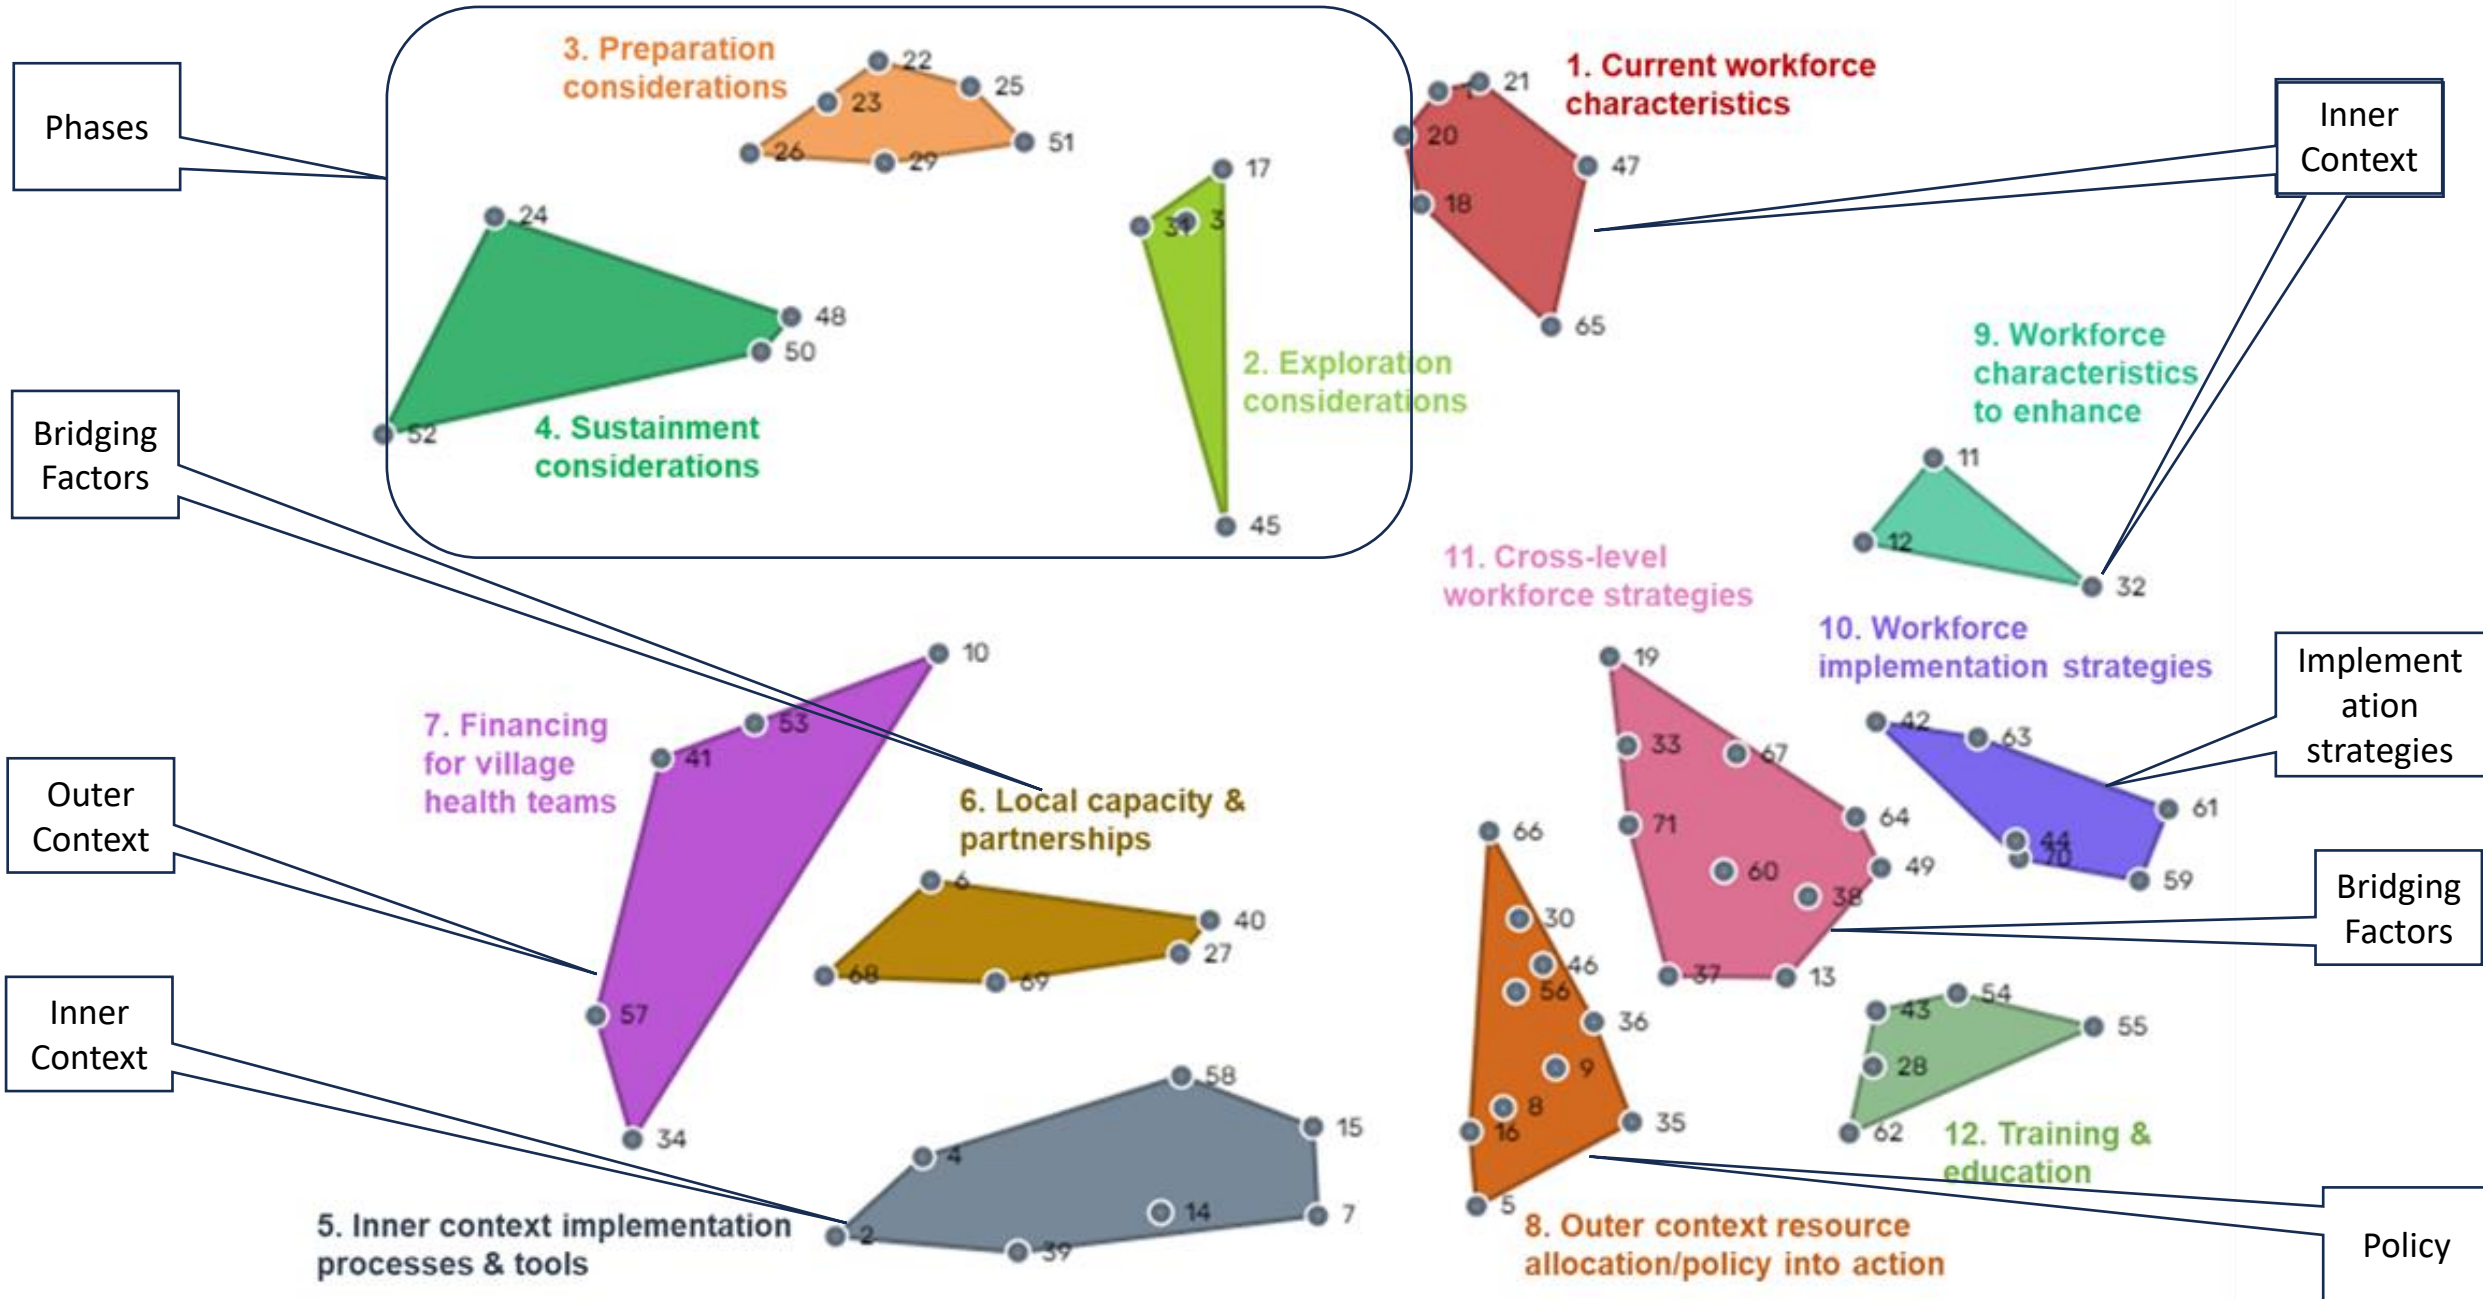 Phases
Bridging
Factors
Outer
Context
Inner
Context
3. Preparation
considerations
22
23
25
51
26
29
24
48
50
52
4. Sustainment
considerations
17
31
3
45
2. Exploration
considerations
1. Current workforce
characteristics
21
20
18
47
65
Inner
Context
9. Workforce
characteristics
to enhance
11
12
32
11. Cross-level
workforce strategies
19
33
67
71
64
60
49
38
37
13
10. Workforce
implementation strategies
42
63
61
44
70
59
Implement
ation
strategies
Bridging
Factors
7. Financing
for village
health teams
10
53
41
57
34
6. Local capacity &
partnerships
6
40
27
68
69
58
4
15
14
7
2
39
5. Inner context implementation
processes & tools
66
30
46
56
36
9
8
16
35
5
8. Outer context resource
allocation/policy into action
43
54
55
28
62
12. Training &
education
Policy